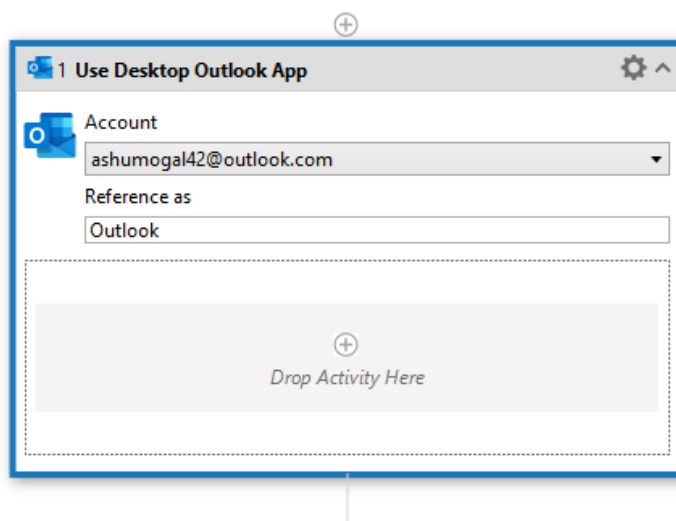 1 Use Desktop Outlook App
Account
ashumogal42@outlook.com
Reference as
Outlook
Drop Activity Here